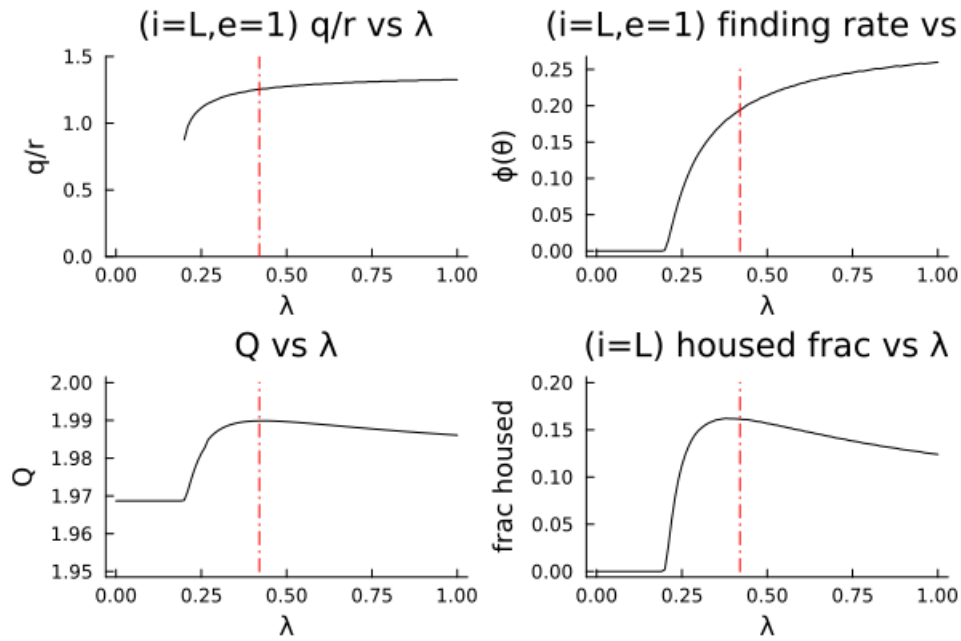 (i=L,e=1) q/r vs λ
1.5
1.0
0.5
0.0
q/r
0.00 0.25 0.50 0.75 1.00
λ
(i=L,e=1) finding rate vs
0.25
0.20
0.15
0.10
0.05
0.00
ϕ(θ)
0.00 0.25 0.50 0.75 1.00
λ
Q vs λ
2.00
1.99
1.98
1.97
1.96
1.95
Q
0.00 0.25 0.50 0.75 1.00
λ
(i=L) housed frac vs λ
0.20
0.15
0.10
0.05
0.00
frac housed
0.00 0.25 0.50 0.75 1.00
λ